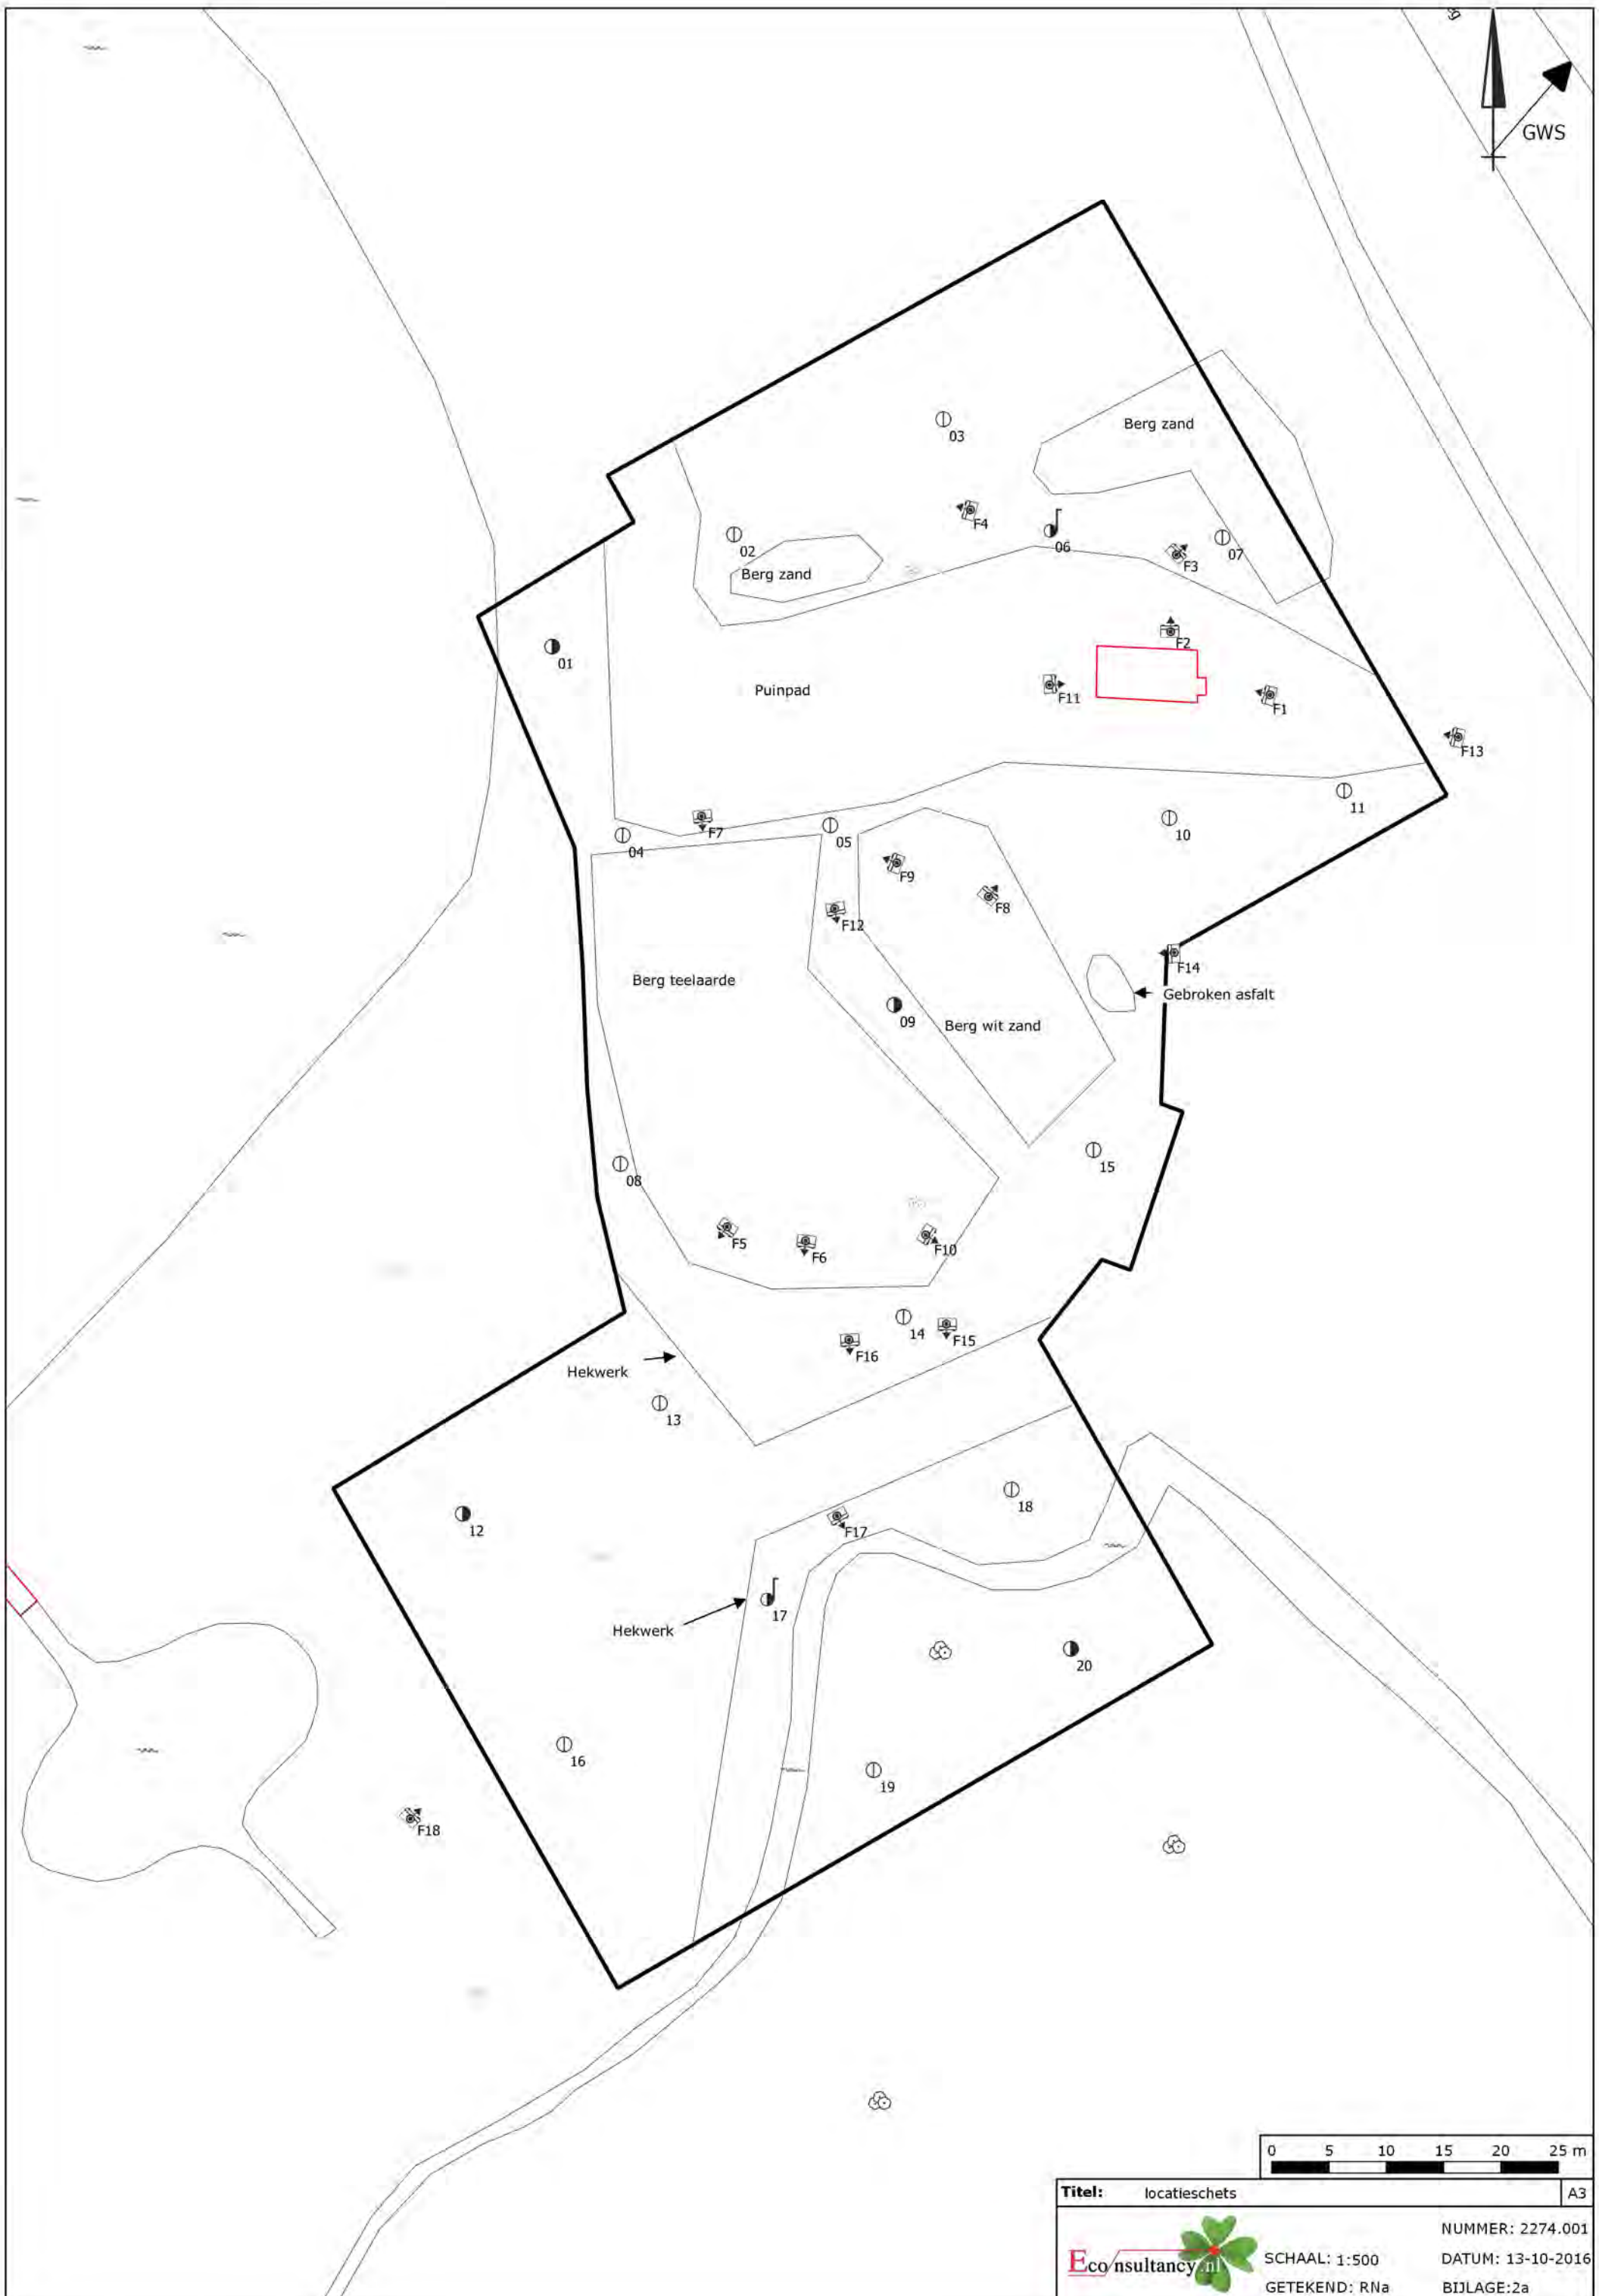 GWS
03
Berg zand
F4
02
06
07
F3
Berg zand
F2
01
Puinpad
F11
F1
F13
11
F7
10
04
05
F9
F8
F12
F14
Berg teelaarde
Gebroken asfalt
09
Berg wit zand
15
08
F5
F6
F10
14
F15
F16
Hekwerk
13
18
12
F17
17
Hekwerk
20
16
19
F18
0 5 10 15 20 25 m
Titel: locatieschets A3
Econsultancy.nl
NUMMER: 2274.001
SCHAAL: 1:500
DATUM: 13-10-2016
GETEKEND: RNa
BIJLAGE:2a